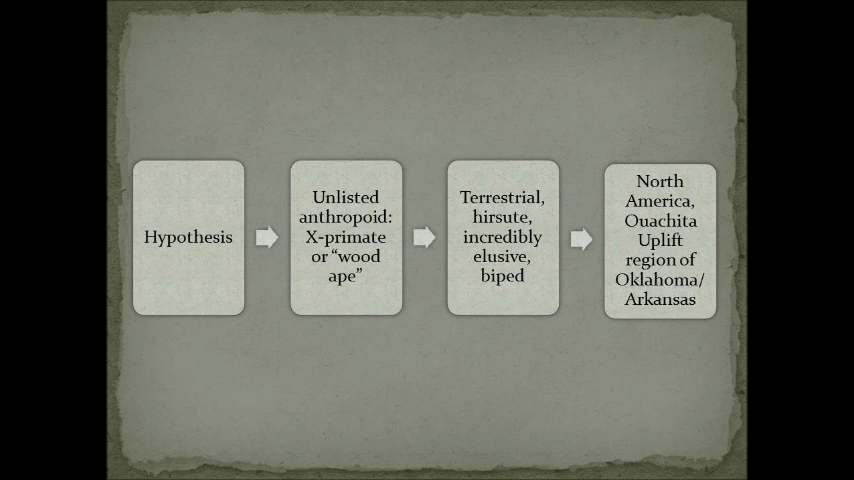 Hypothesis
Unlisted
anthropoid:
X-primate
or “wood
ape”
Terrestrial,
hirsute,
incredibly
elusive,
biped
North
America,
Ouachita
Uplift
region of
Oklahoma/
Arkansas